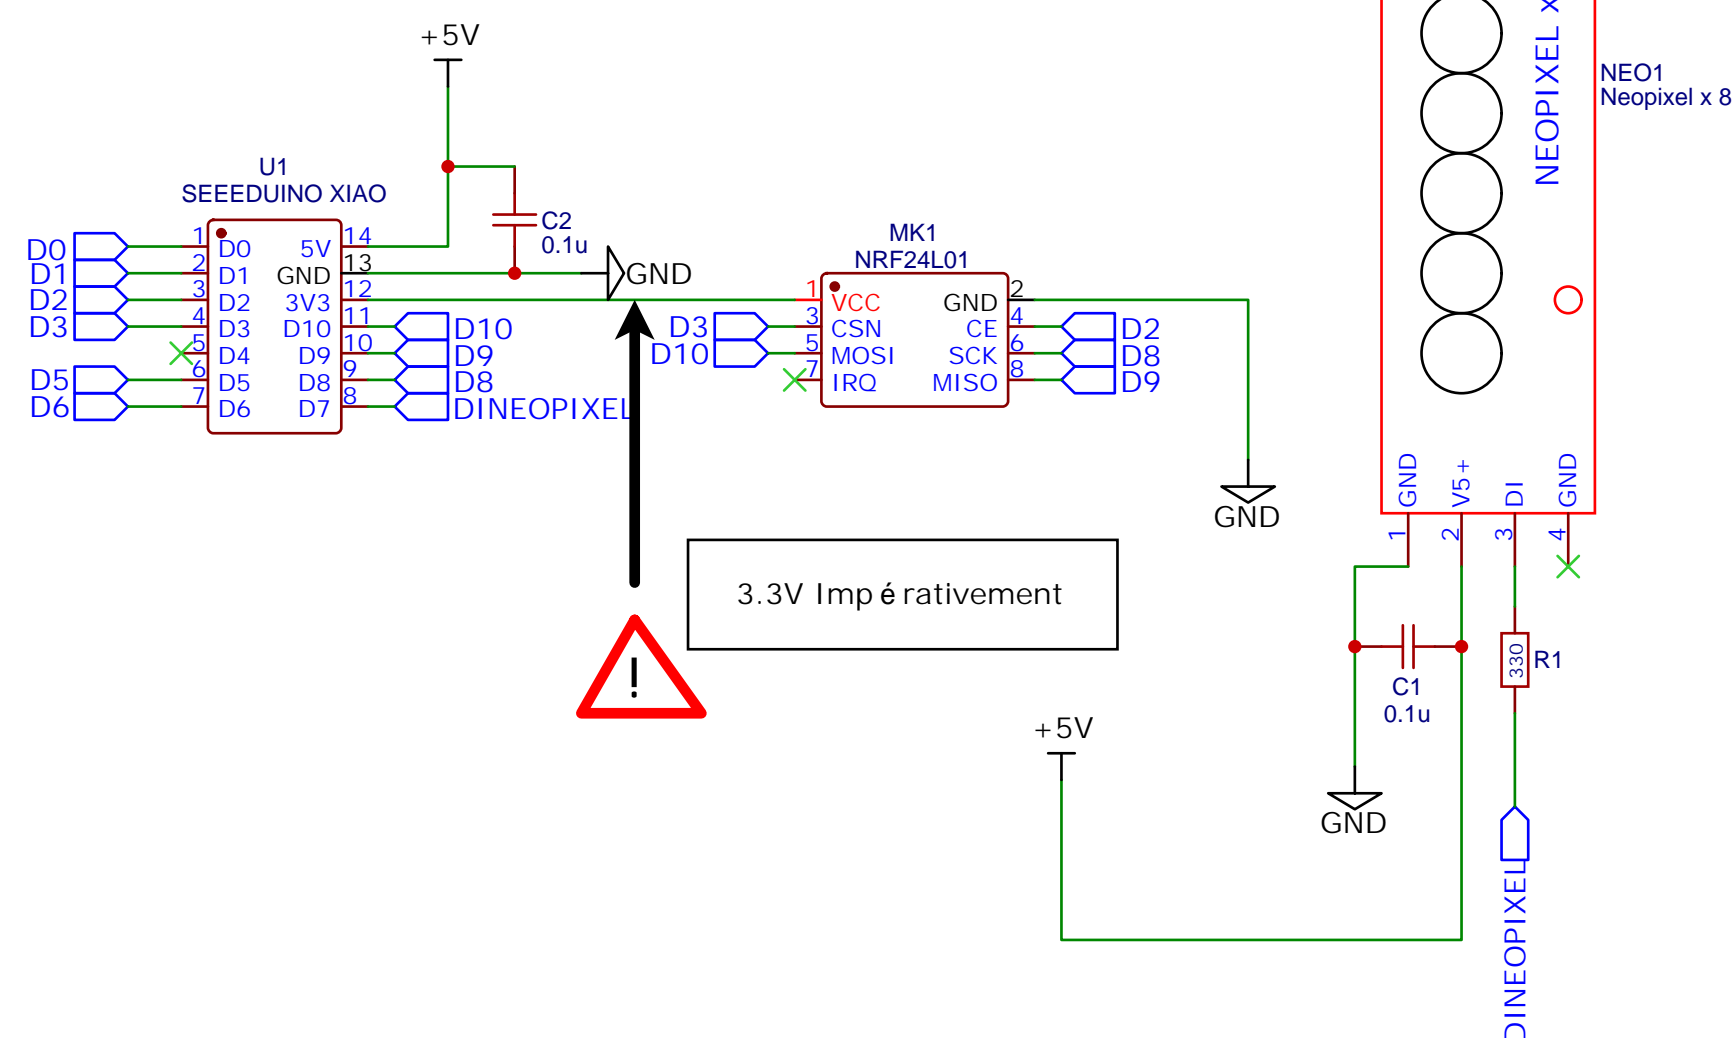 +5V
U1
SEEEDUINO XIAO
D0
D1
D2
D3
D5
D6
1
2
3
4
5
6
7
D0
D1
D2
D3
D4
D5
D6
5V
GND
3V3
D10
D9
D8
D7
14
13
12
11
10
9
8
D10
D9
D8
DINEOPIXEL
C2
0.1u
GND
MK1
NRF24L01
D3
D10
1
3
5
7
VCC
CSN
MOSI
IRQ
GND
CE
SCK
MISO
2
4
6
8
D2
D8
D9
GND
!
3.3V Impérativement
NEOPIXEL x
NEO1
Neopixel x 8
GND
V5+
DI
GND
1
2
3
4
C1
0.1u
330
R1
GND
+5V
DINEOPIXEL